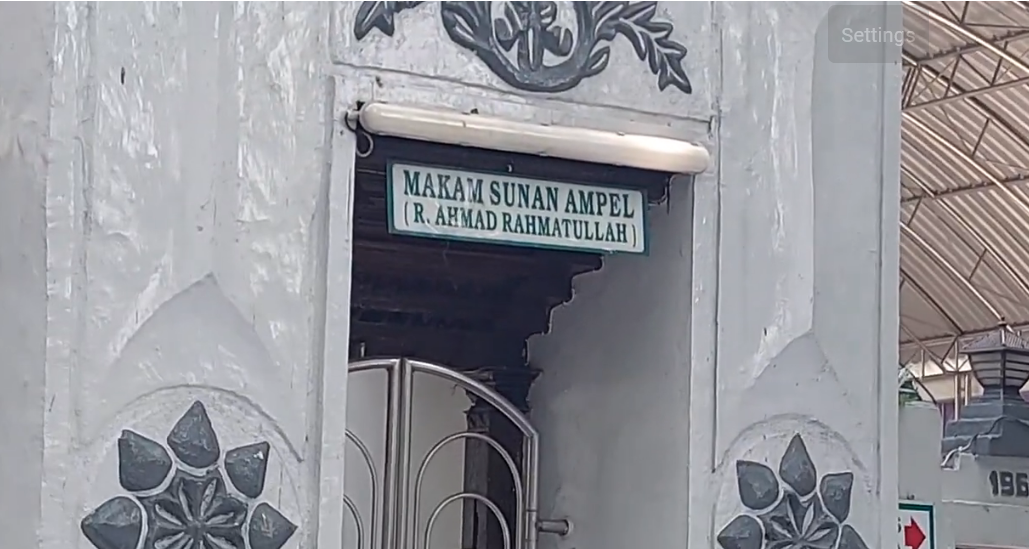 Settings
MAKAM SUNAN AMPEL
( R. AHMAD RAHMATULLAH )